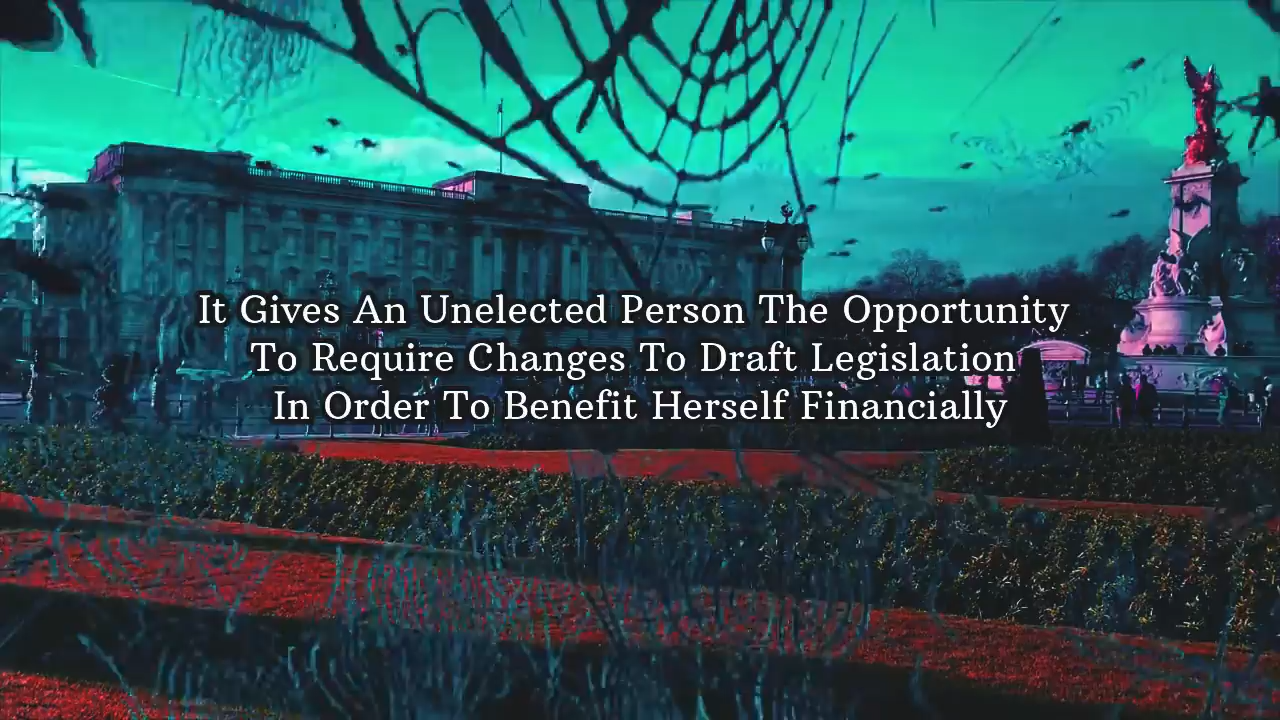 It Gives An Unelected Person The Opportunity
To Require Changes To Draft Legislation
In Order To Benefit Herself Financially